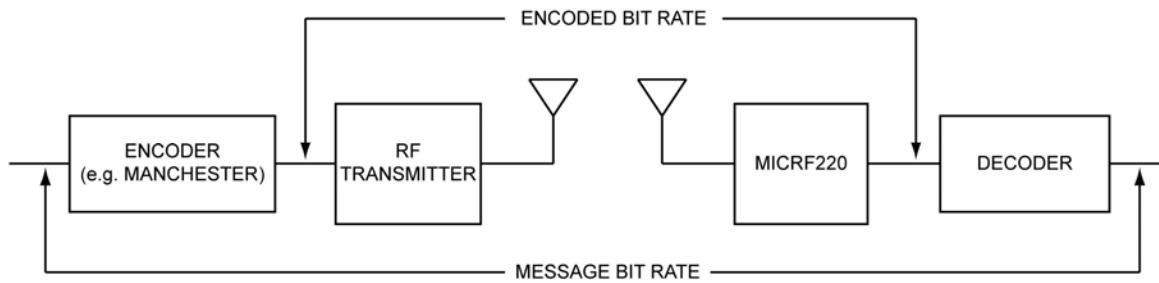 ENCODED BIT RATE
ENCODER
(e.g. MANCHESTER)
RF
TRANSMITTER
MICRF220
DECODER
MESSAGE BIT RATE